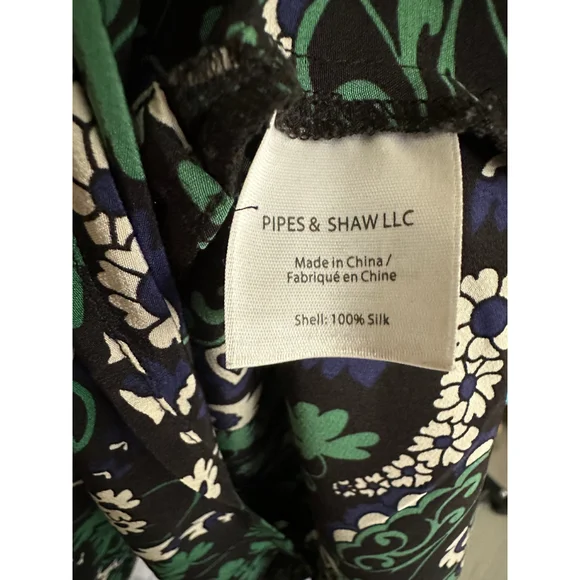 PIPES & SHAW LLC
Made in China /
Fabriqué en Chine
Shell: 100% Silk